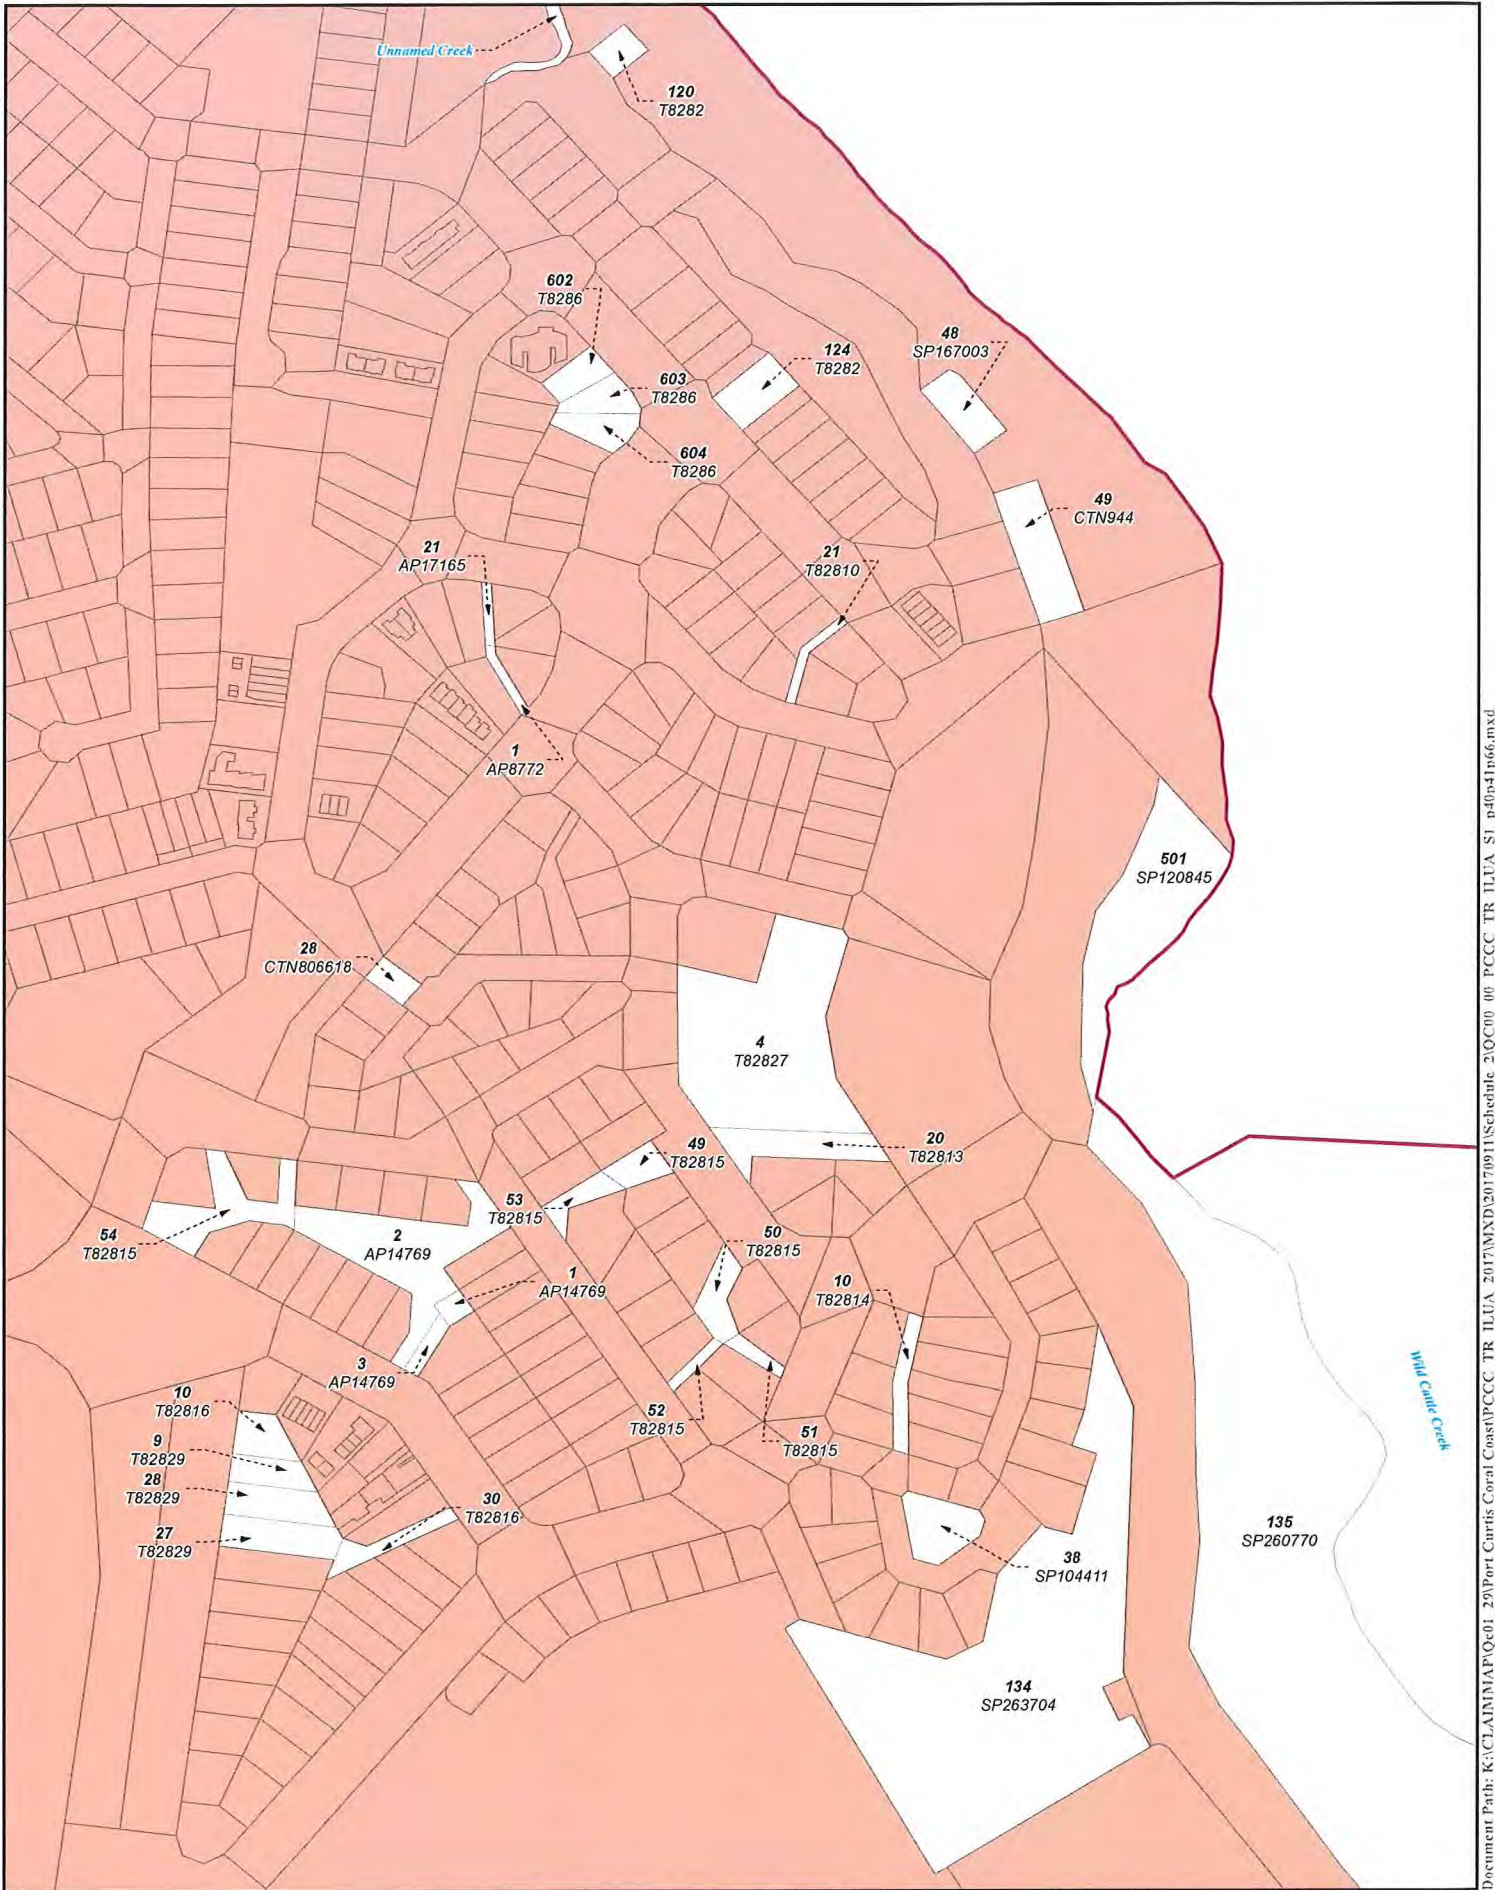 Unnamed Creek
120
T8282
602
T8286
48
SP167003
124
T8282
603
T8286
604
T8286
49
CTN944
21
AP17165
21
T82810
1
AP8772
501
SP120845
28
CTN806618
4
T82827
49
T82815
20
T82813
53
T82815
54
T82815
2
AP14769
50
T82815
1
AP14769
10
T82814
3
AP14769
10
T82816
52
T82815
51
T82815
9
T82829
28
T82829
30
T82816
27
T82829
38
SP104411
135
SP260770
134
SP263704
Wild Cattle Creek
Document Path: K:\CLAIMMAP\Qc01_29\Port Curtis Coral Coast\PCCC_TR_ILUA_2017\MXD\20170911\Schedule_2\QC00_00_PCCC_TR_ILUA_S1_p40p41p66.mxd